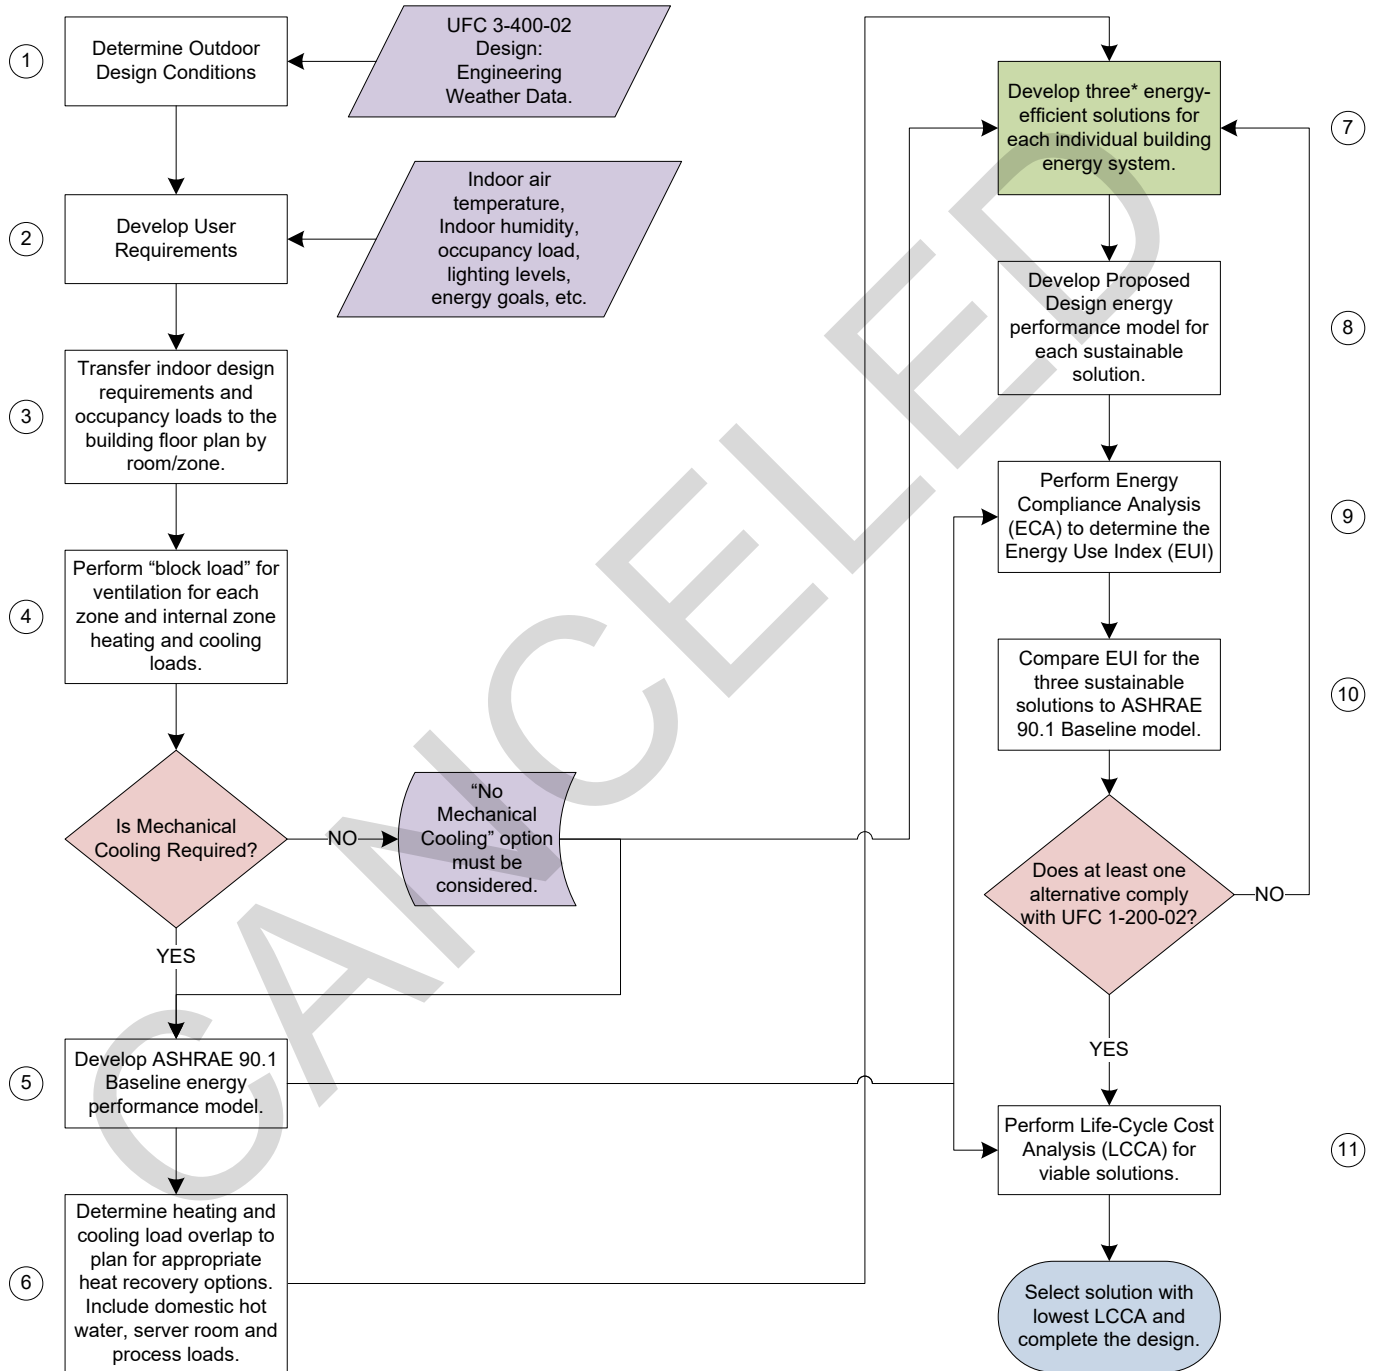 1
Determine Outdoor
Design Conditions
UFC 3-400-02
Design:
Engineering
Weather Data.
2
Develop User
Requirements
Indoor air
temperature,
Indoor humidity,
occupancy load,
lighting levels,
energy goals, etc.
3
Transfer indoor design
requirements and
occupancy loads to the
building floor plan by
room/zone.
4
Perform “block load” for
ventilation for each
zone and internal zone
heating and cooling
loads.
Is Mechanical
Cooling Required?
NO
“No
Mechanical
Cooling” option
must be
considered.
YES
5
Develop ASHRAE 90.1
Baseline energy
performance model.
6
Determine heating and
cooling load overlap to
plan for appropriate
heat recovery options.
Include domestic hot
water, server room and
process loads.
Develop three* energy-
efficient solutions for
each individual building
energy system.
7
Develop Proposed
Design energy
performance model for
each sustainable
solution.
8
Perform Energy
Compliance Analysis
(ECA) to determine the
Energy Use Index (EUI)
9
Compare EUI for the
three sustainable
solutions to ASHRAE
90.1 Baseline model.
10
Does at least one
alternative comply
with UFC 1-200-02?
NO
YES
Perform Life-Cycle Cost
Analysis (LCCA) for
viable solutions.
11
Select solution with
lowest LCCA and
complete the design.
CANCELED